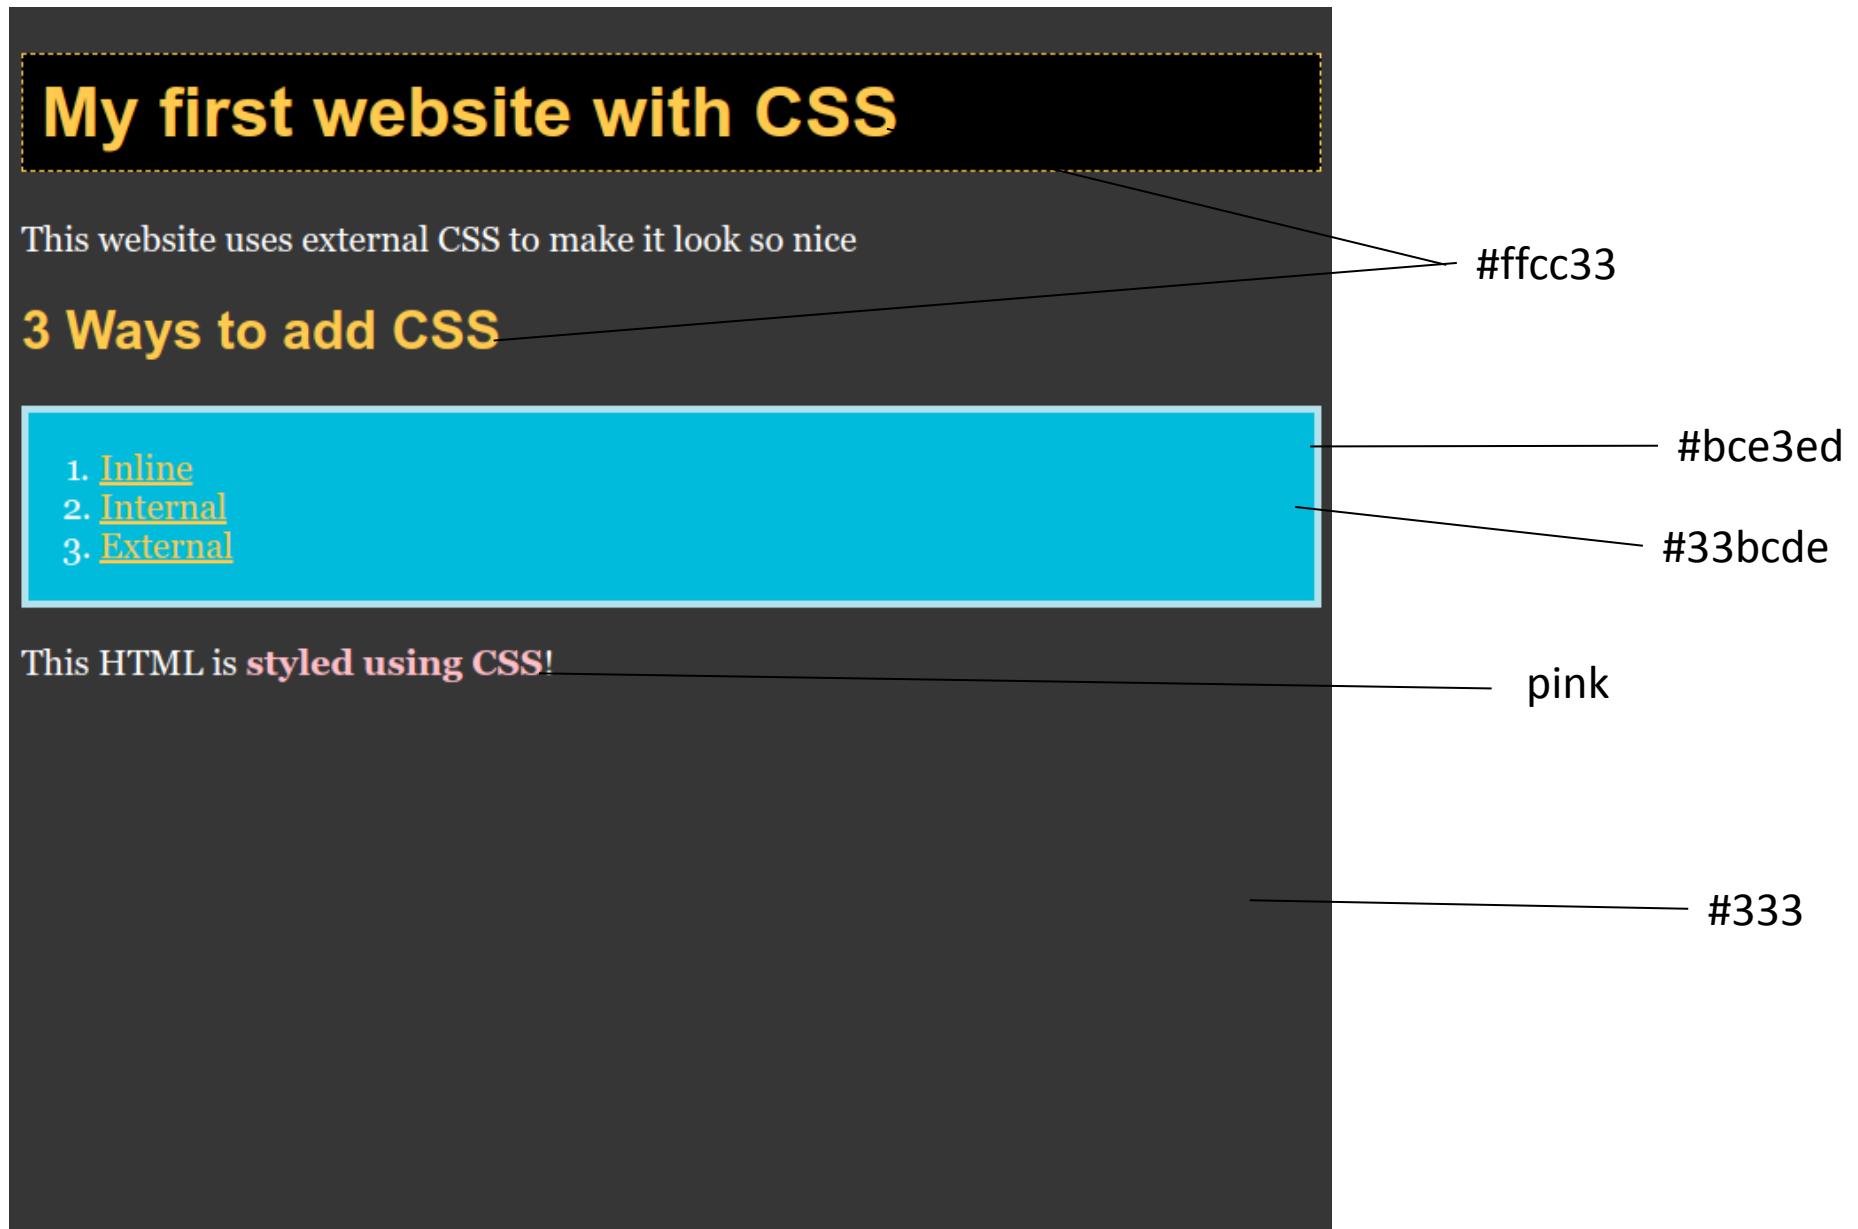 My first website with CSS
This website uses external CSS to make it look so nice
#ffcc33
3 Ways to add CSS
#bce3ed
1. Inline
2. Internal
3. External
#33bcde
This HTML is styled using CSS!
pink
#333